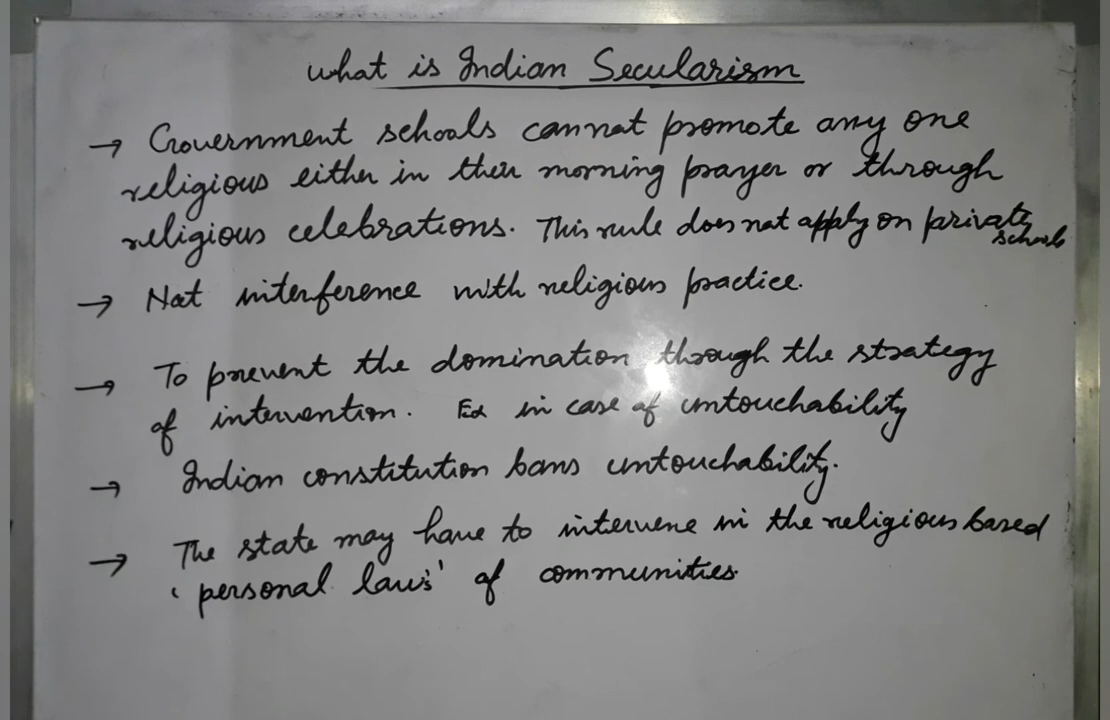 what is Indian Secularism
→ Government schools cannot promote any one
religious either in their morning prayer or through
religious celebrations. This rule does not apply on private
schools
→ Not interference with religious practice.
→ To prevent the domination through the strategy
of intervention. Ex in case of untouchability
→ Indian constitution bans untouchability.
→ The state may have to intervene in the religious based
'personal laws' of communities.